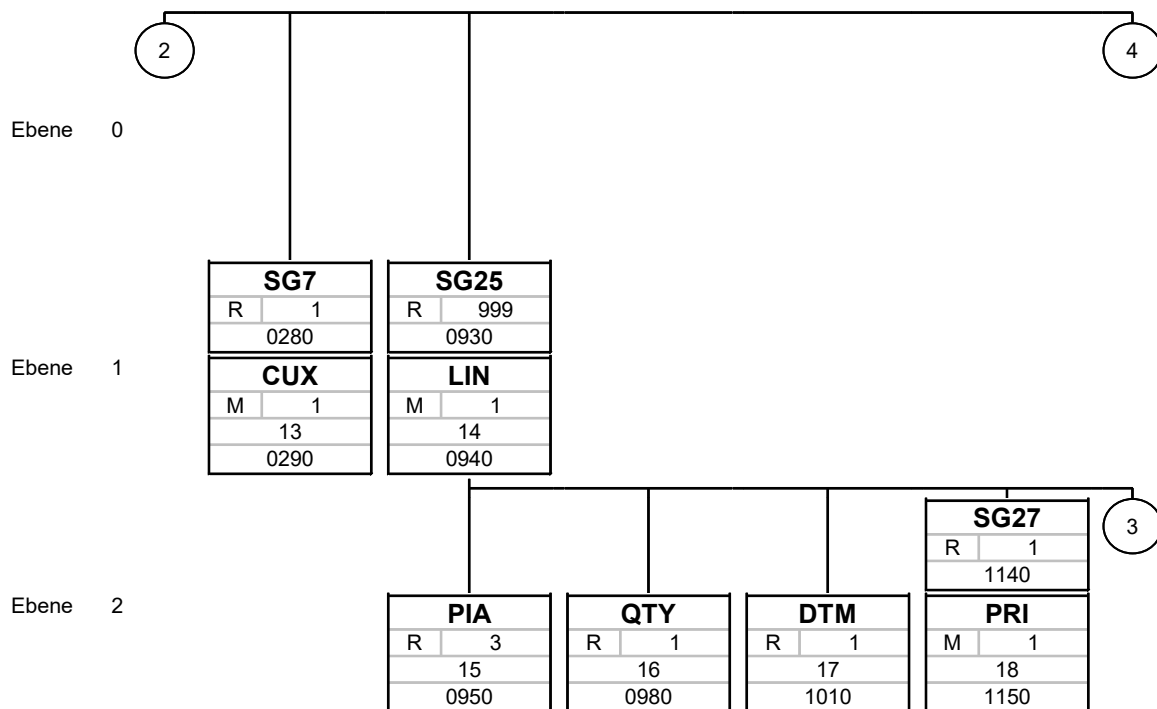 2
4
Ebene 0
SG7 SG25
R 1 R 999
0280 0930
Ebene 1
CUX LIN
M 1 M 1
13 14
0290 0940
SG27
R 1
1140
3
Ebene 2
PIA QTY DTM PRI
R 3 R 1 R 1 M 1
15 16 17 18
0950 0980 1010 1150